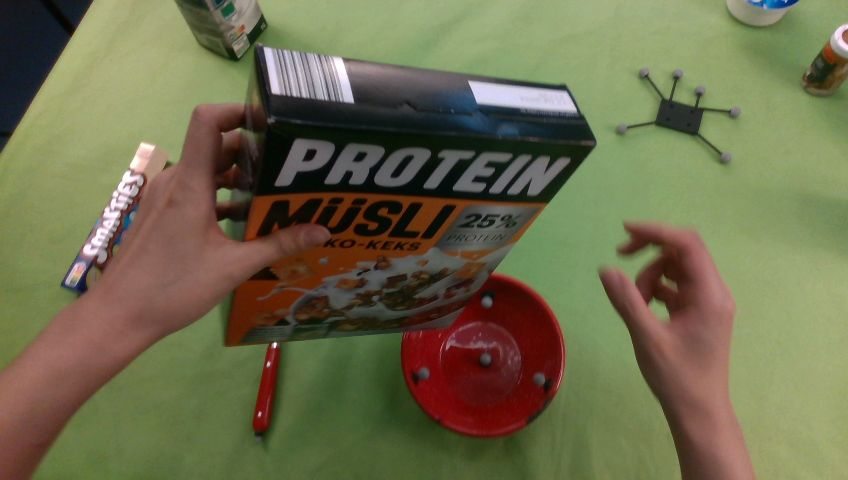 PROTEIN
MÜSLI
25%
PROTEIN
KO-KEKS
SMARTIES